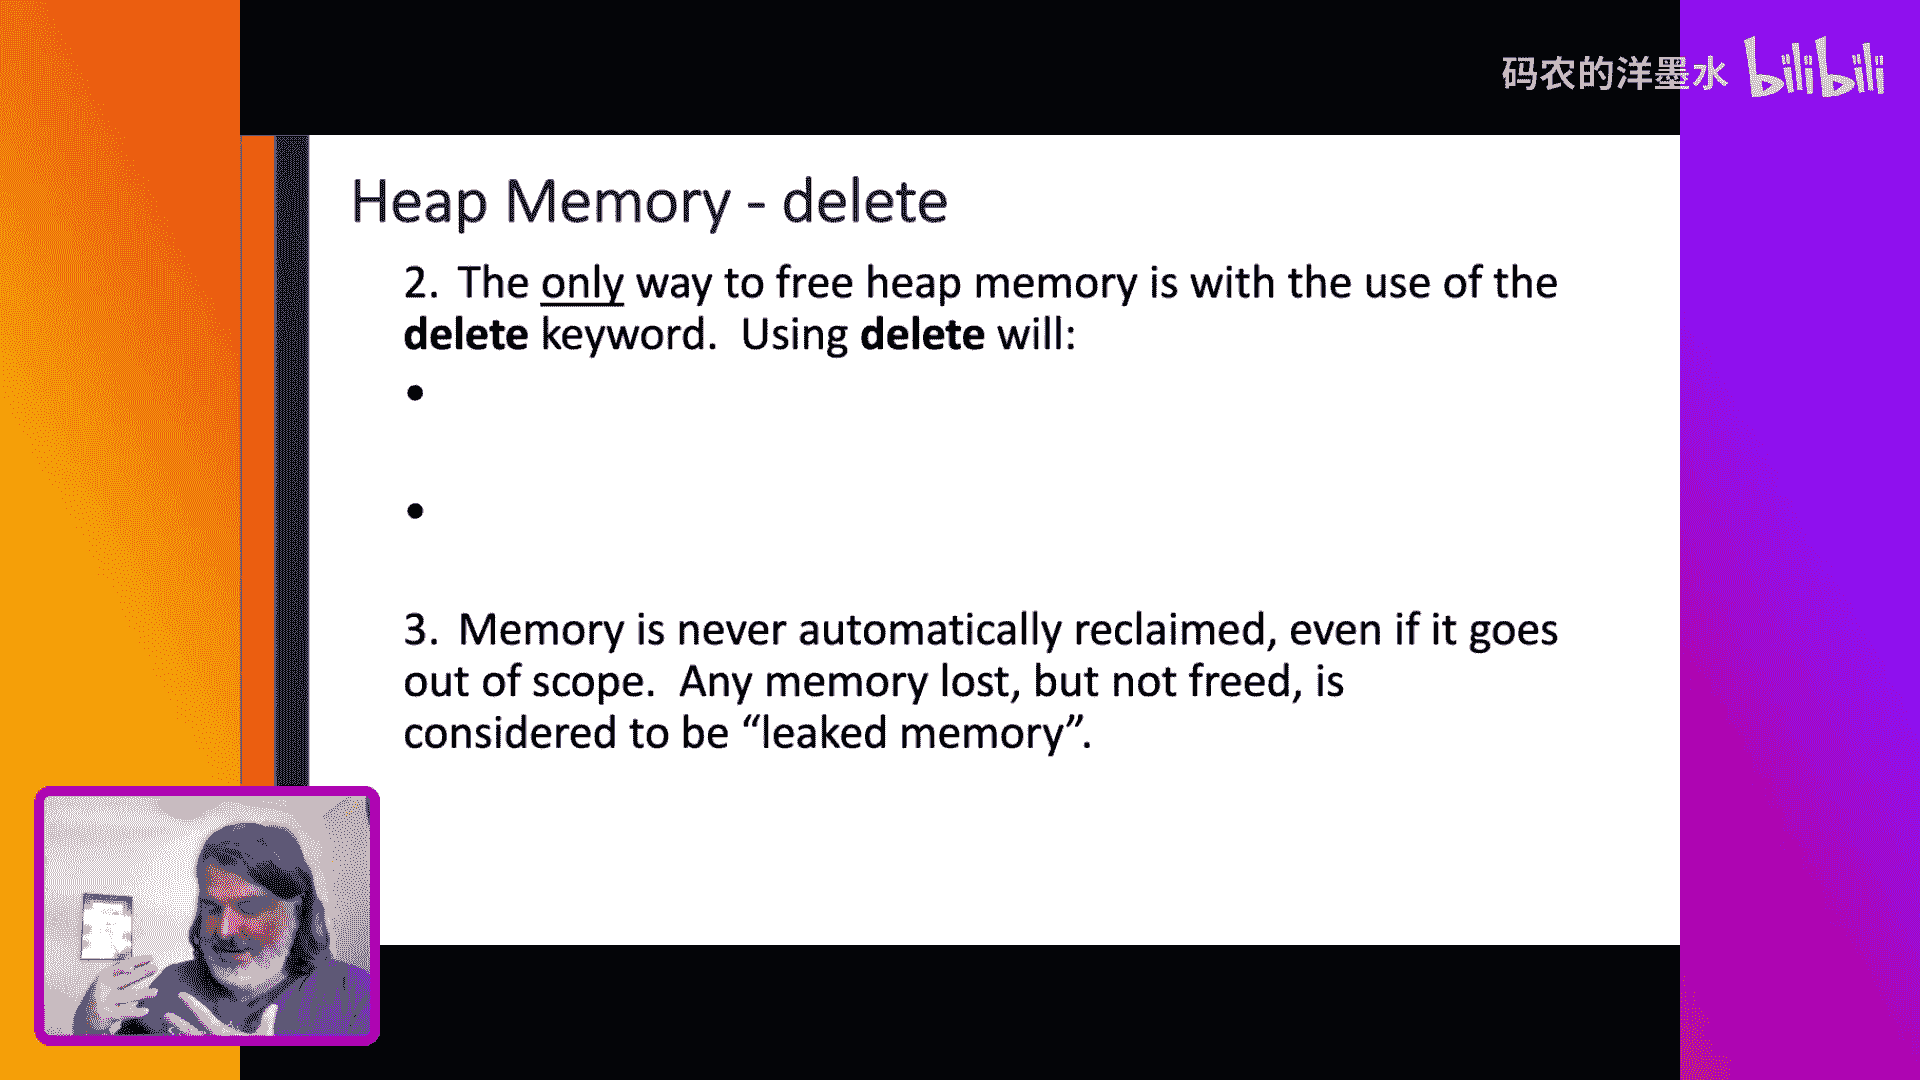 码农的洋墨水 bilibili
Heap Memory - delete
2. The only way to free heap memory is with the use of the
delete keyword. Using delete will:
•
•
3. Memory is never automatically reclaimed, even if it goes
out of scope. Any memory lost, but not freed, is
considered to be “leaked memory”.